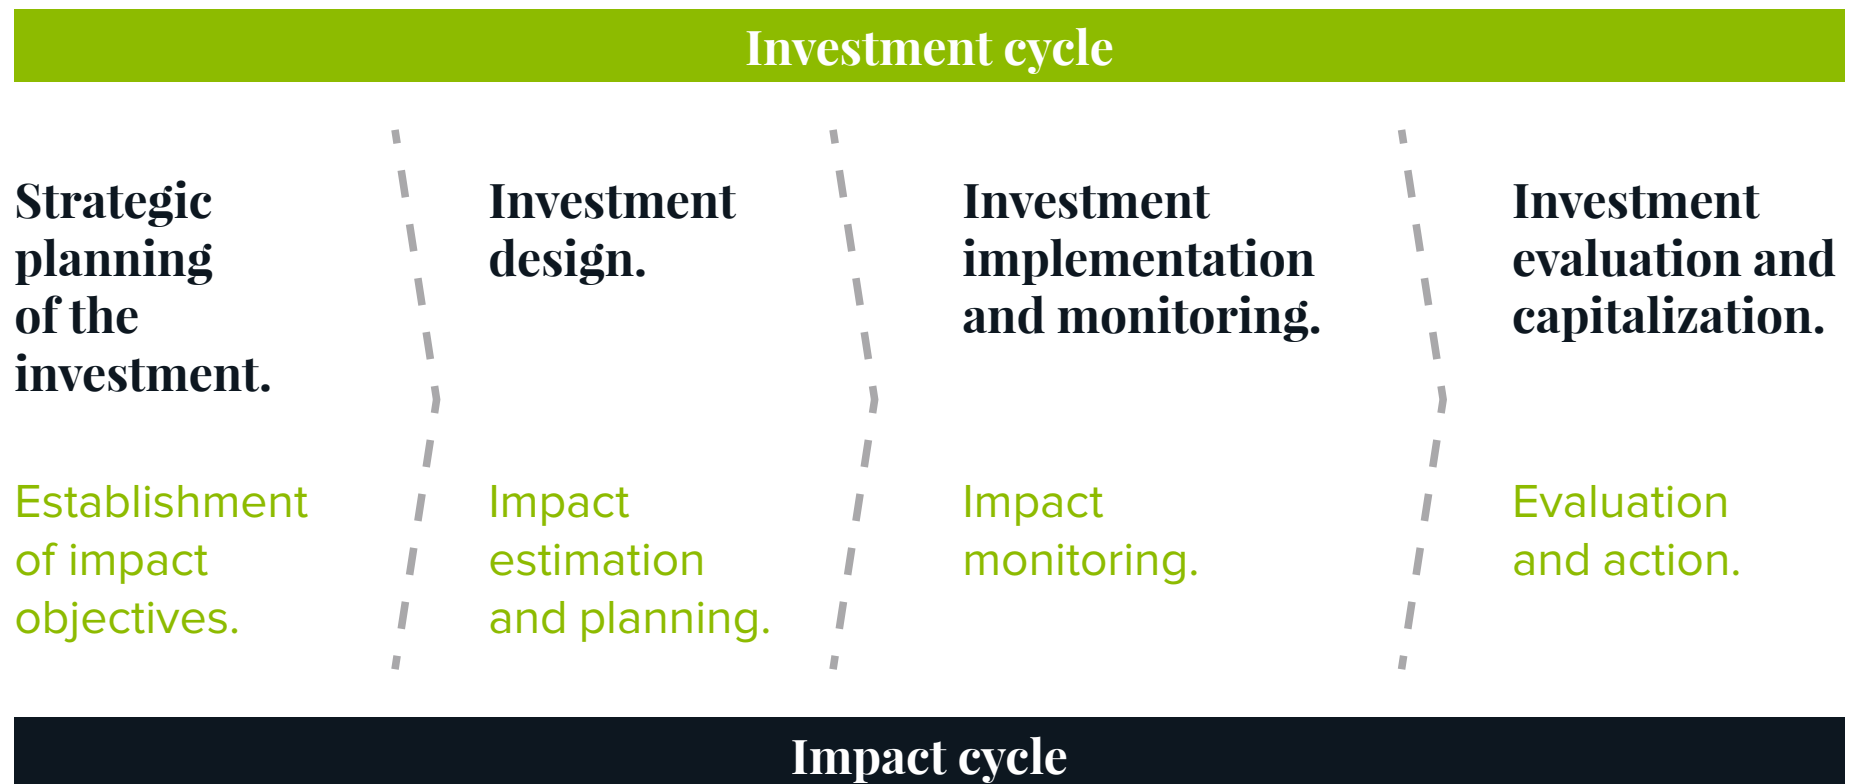 Investment cycle
Strategic
planning
of the
investment.
Investment
design.
Investment
implementation
and monitoring.
Investment
evaluation and
capitalization.
Establishment
of impact
objectives.
Impact
estimation
and planning.
Impact
monitoring.
Evaluation
and action.
Impact cycle